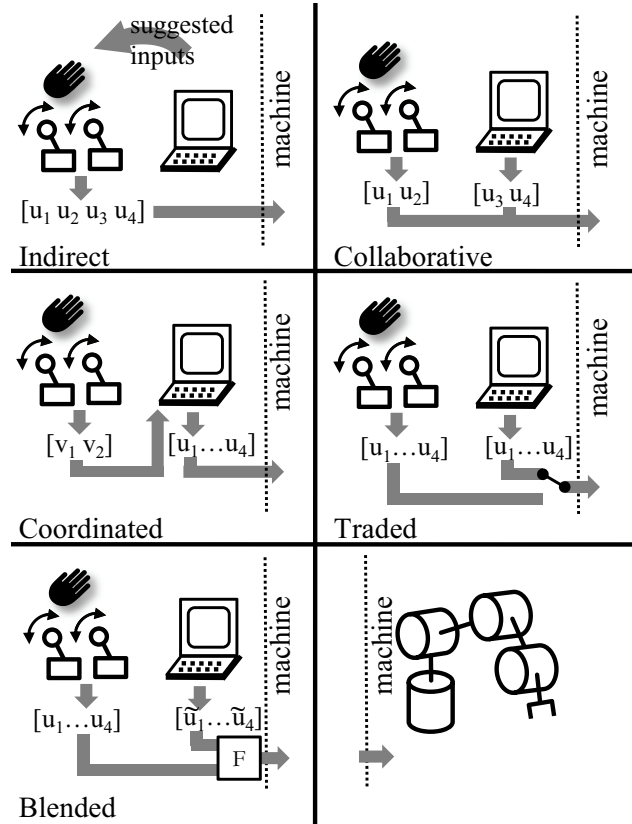 suggested
inputs
machine
[u₁ u₂ u₃ u₄]
Indirect
machine
[u₁ u₂]
[u₃ u₄]
Collaborative
machine
[v₁ v₂]
[u₁…u₄]
Coordinated
machine
[u₁…u₄]
[u₁…u₄]
Traded
machine
[u₁…u₄]
[ũ₁…ũ₄]
F
Blended
machine